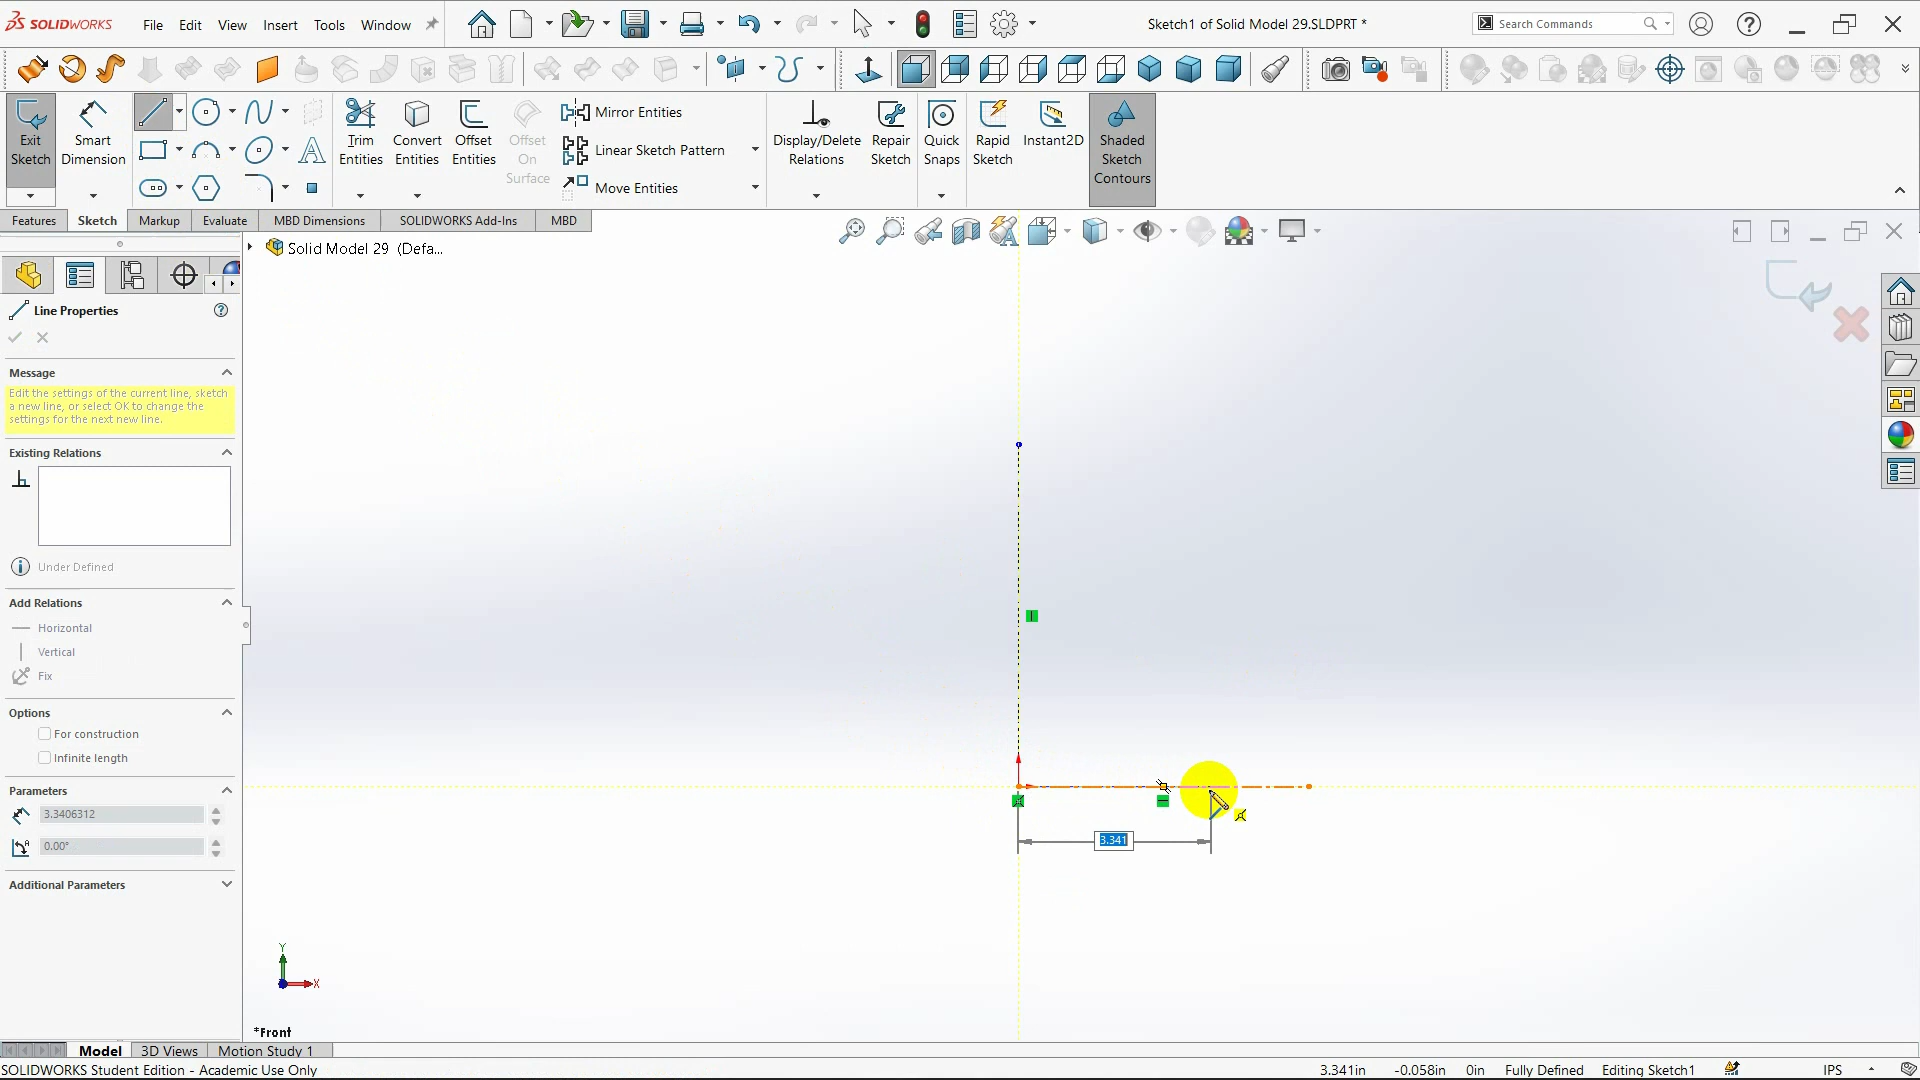 SOLIDWORKS File Edit View Insert Tools Window Sketch1 of Solid Model 29.SLDPRT * Search Commands
Exit Sketch
Smart Dimension
Trim Entities
Convert Entities
Offset Entities
Offset On Surface
Mirror Entities
Linear Sketch Pattern
Move Entities
Display/Delete Relations
Repair Sketch
Quick Snaps
Rapid Sketch
Instant2D
Shaded Sketch Contours
Features Sketch Markup Evaluate MBD Dimensions SOLIDWORKS Add-Ins MBD
Solid Model 29 (Defa...
Line Properties
Message
Edit the settings of the current line, sketch
a new line, or select OK to change the
settings for the next new line.
Existing Relations
Under Defined
Add Relations
Horizontal
Vertical
Fix
Options
For construction
Infinite length
Parameters
3.3406312
0.00°
Additional Parameters
3.341
Y
X
*Front
Model 3D Views Motion Study 1
SOLIDWORKS Student Edition - Academic Use Only 3.341in -0.058in 0in Fully Defined Editing Sketch1 IPS